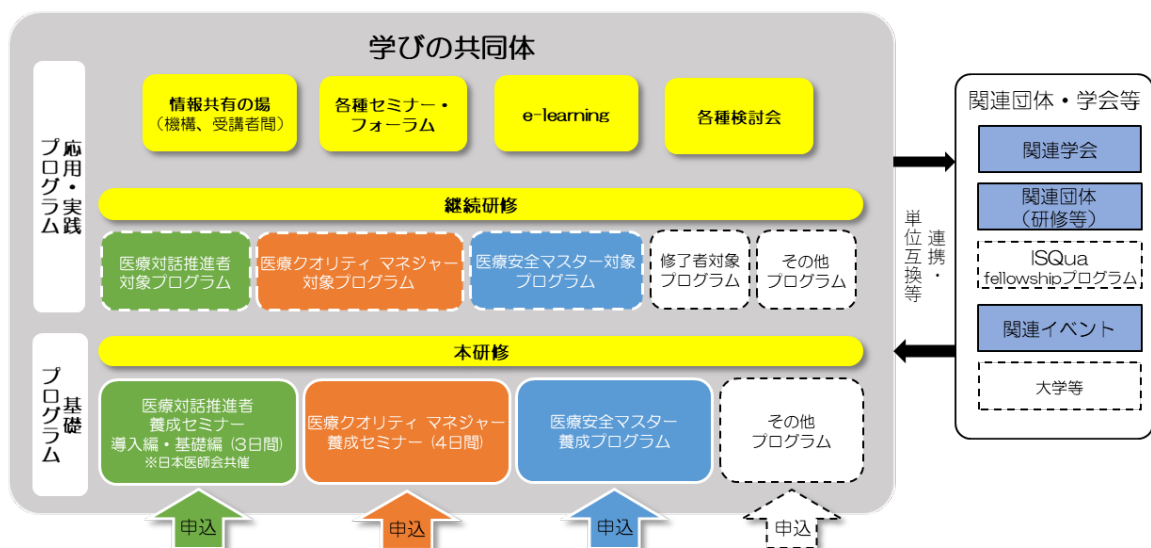 学びの共同体
応用・実践
プログラム
情報共有の場
（機構、受講者間）
各種セミナー・
フォーラム
e-learning
各種検討会
継続研修
医療対話推進者
対象プログラム
医療クオリティ マネジャー
対象プログラム
医療安全マスター対象
プログラム
修了者対象
プログラム
その他
プログラム
基礎
プログラム
本研修
医療対話推進者
養成セミナー
導入編・基礎編 (3日間)
※日本医師会共催
医療クオリティ マネジャー
養成セミナー (4日間)
医療安全マスター
養成プログラム
その他
プログラム
申込
申込
申込
申込
連携・
単位互換等
関連団体・学会等
関連学会
関連団体
（研修等）
ISQua
fellowshipプログラム
関連イベント
大学等